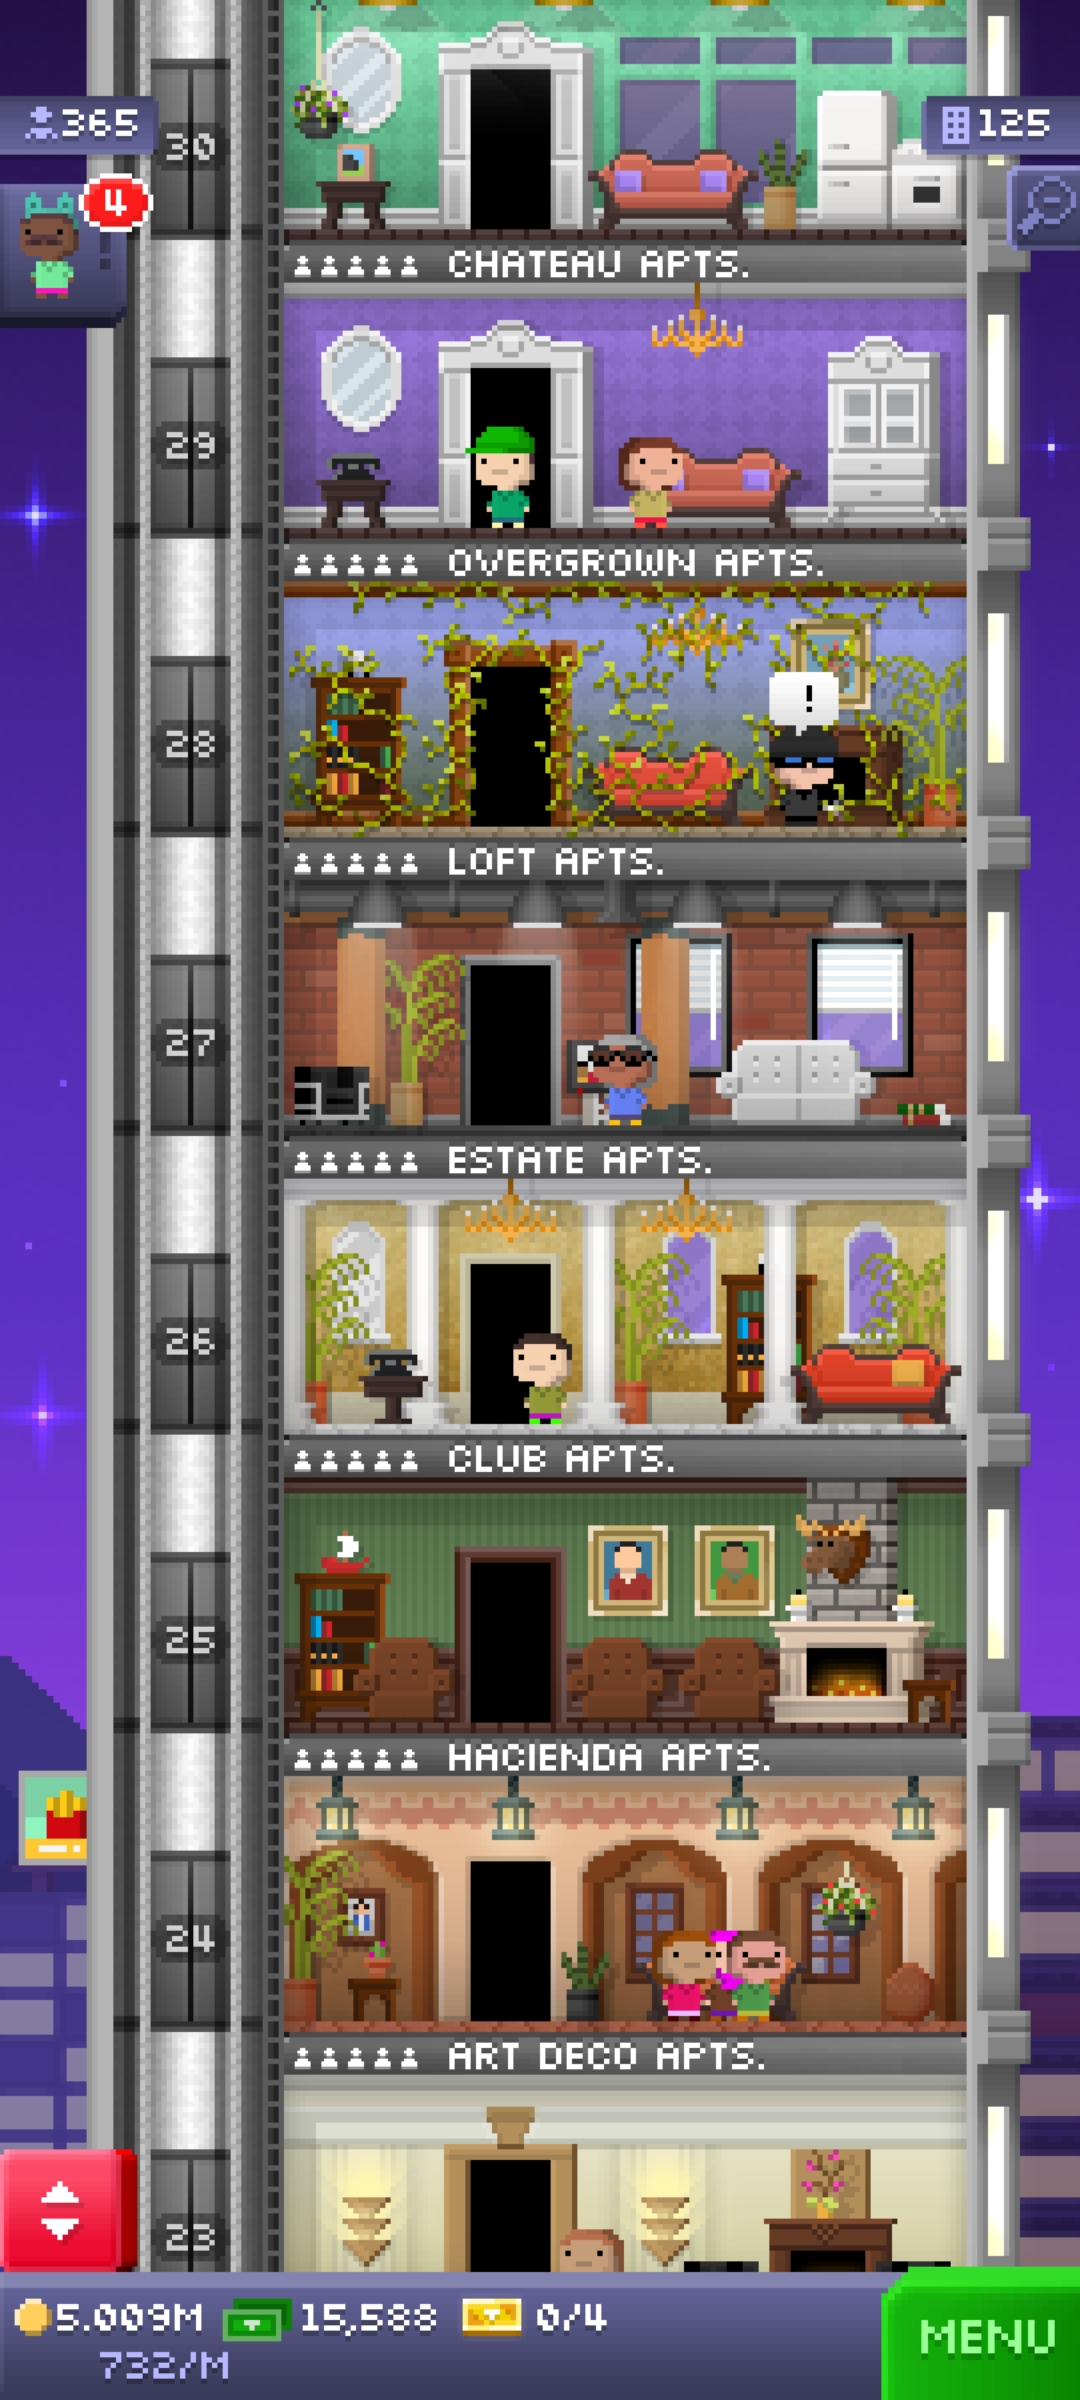 30
365
125
4
CHATEAU APTS.
29
OVERGROWN APTS.
!
28
LOFT APTS.
27
ESTATE APTS.
26
CLUB APTS.
25
HACIENDA APTS.
24
ART DECO APTS.
23
5.009M 15,588 0/4
732/M
MENU